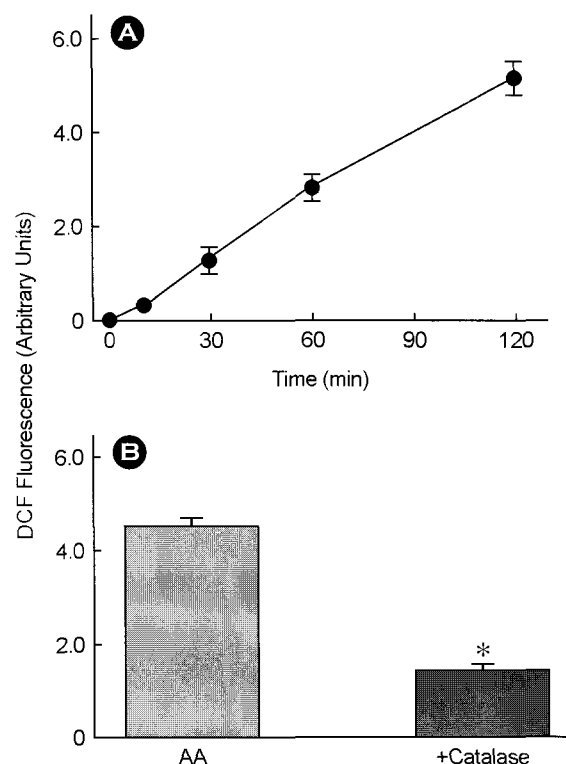 A
6.0
4.0
2.0
0
0 30 60 90 120
Time (min)
DCF Fluorescence (Arbitrary Units)
B
6.0
4.0
2.0
0
*
AA +Catalase